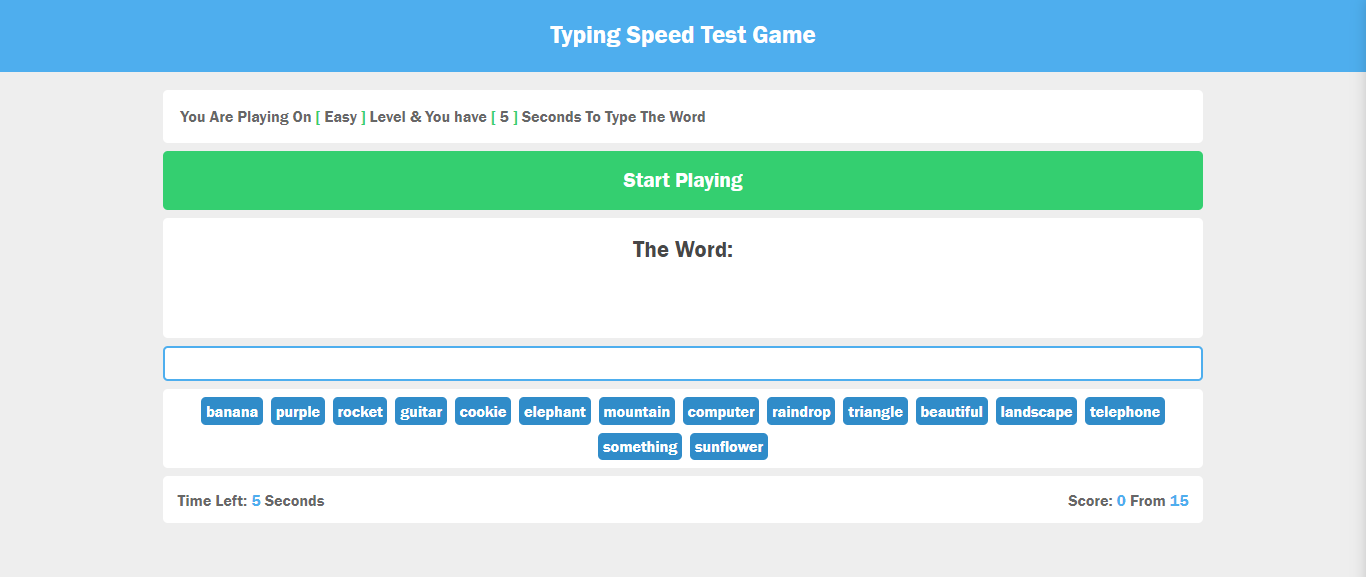 Typing Speed Test Game
You Are Playing On [ Easy ] Level & You have [ 5 ] Seconds To Type The Word
Start Playing
The Word:
banana purple rocket guitar cookie elephant mountain computer raindrop triangle beautiful landscape telephone
something sunflower
Time Left: 5 Seconds Score: 0 From 15